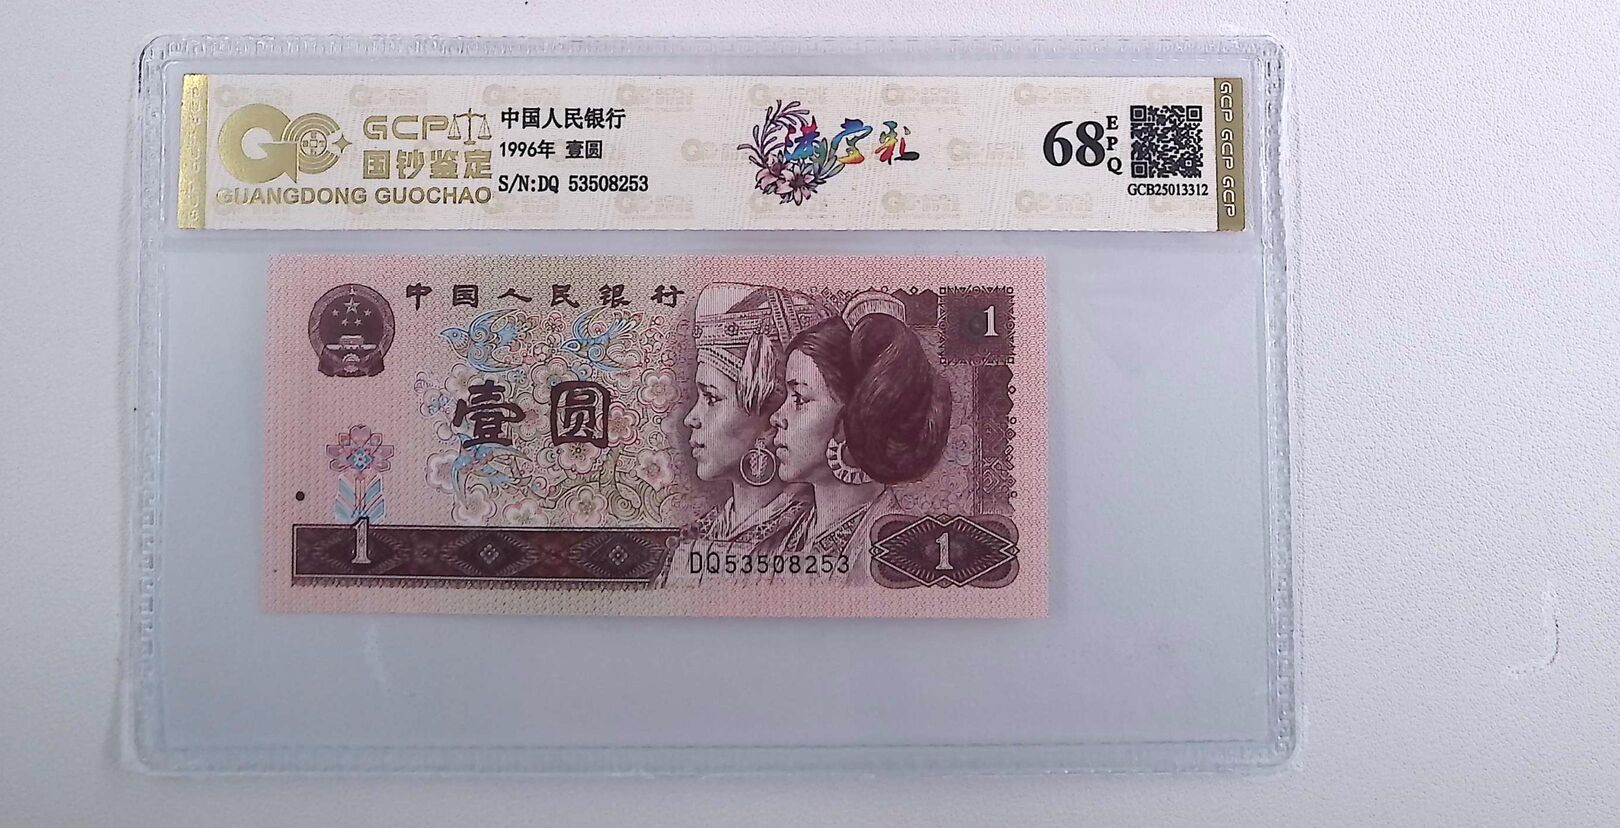 GCP
国钞鉴定
GUANGDONG GUOCHAO
中国人民银行
1996年 壹圆
S/N:DQ 53508253
满堂彩
68
EPQ
GCB25013312
GCP GCP GCP
中国人民银行
1
壹圆
1
DQ53508253
1